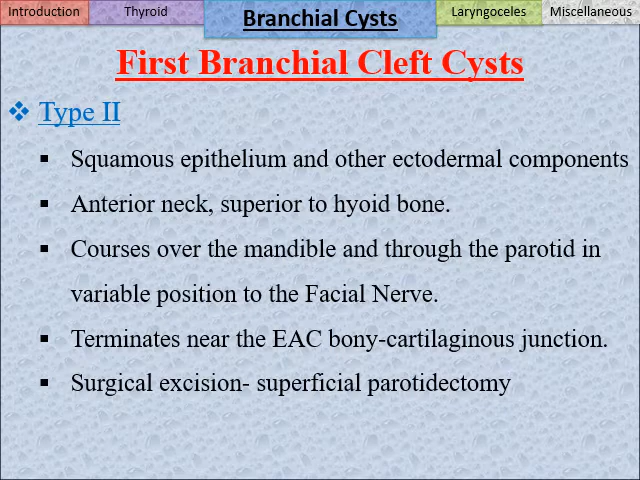 Introduction
Thyroid
Branchial Cysts
Laryngoceles
Miscellaneous
First Branchial Cleft Cysts
❖ Type II
▪ Squamous epithelium and other ectodermal components
▪ Anterior neck, superior to hyoid bone.
▪ Courses over the mandible and through the parotid in
variable position to the Facial Nerve.
▪ Terminates near the EAC bony-cartilaginous junction.
▪ Surgical excision- superficial parotidectomy